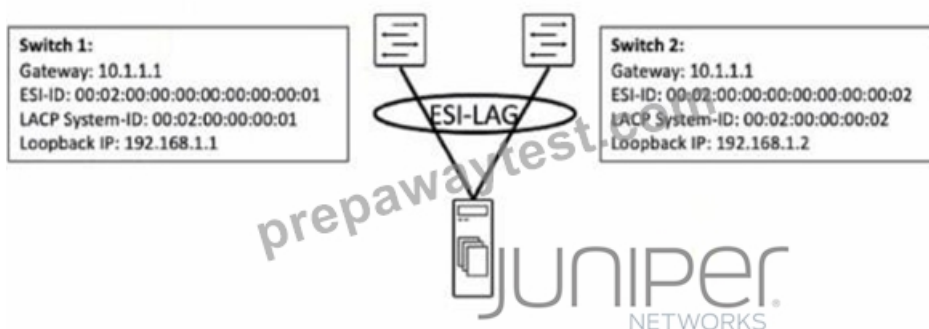 Switch 1:
Gateway: 10.1.1.1
ESI-ID: 00:02:00:00:00:00:00:00:00:01
LACP System-ID: 00:02:00:00:00:01
Loopback IP: 192.168.1.1
ESI-LAG
Switch 2:
Gateway: 10.1.1.1
ESI-ID: 00:02:00:00:00:00:00:00:00:02
LACP System-ID: 00:02:00:00:00:02
Loopback IP: 192.168.1.2
prepawaytest.com
JUNIPER
NETWORKS